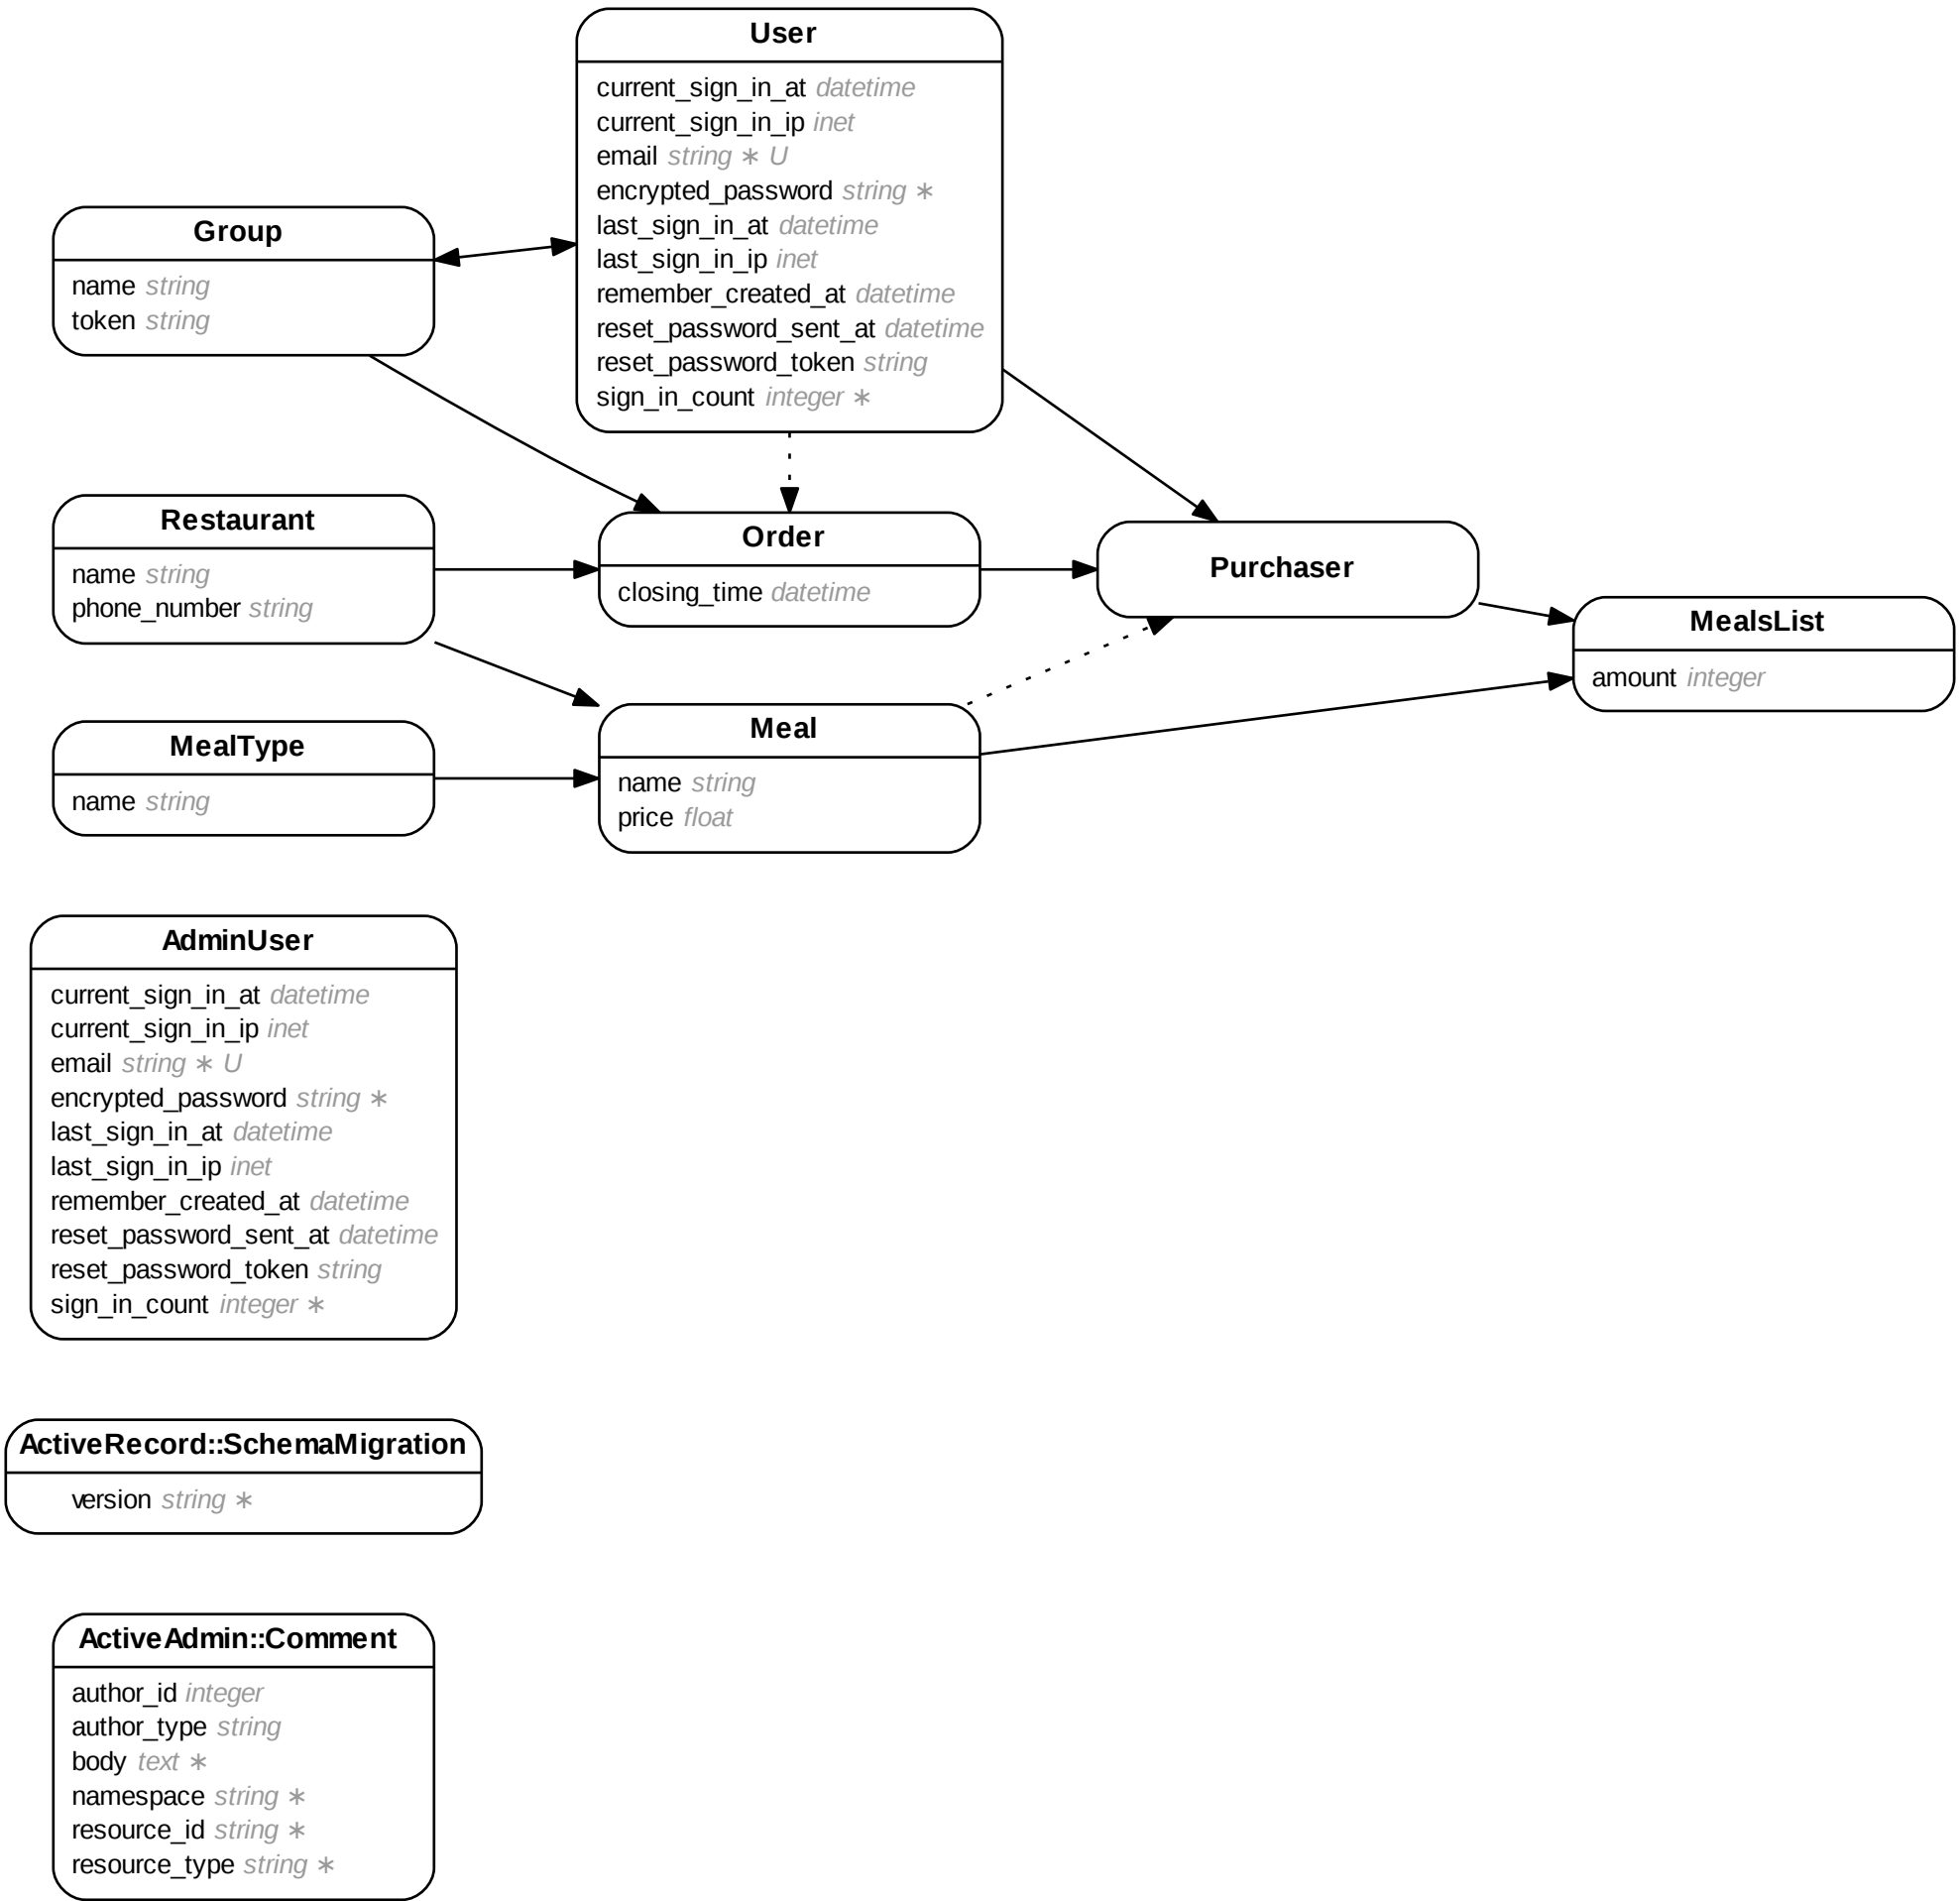 User
current_sign_in_at datetime
current_sign_in_ip inet
email string ∗ U
encrypted_password string ∗
last_sign_in_at datetime
last_sign_in_ip inet
remember_created_at datetime
reset_password_sent_at datetime
reset_password_token string
sign_in_count integer ∗
Group
name string
token string
Restaurant
name string
phone_number string
Order
closing_time datetime
Purchaser
MealsList
amount integer
MealType
name string
Meal
name string
price float
AdminUser
current_sign_in_at datetime
current_sign_in_ip inet
email string ∗ U
encrypted_password string ∗
last_sign_in_at datetime
last_sign_in_ip inet
remember_created_at datetime
reset_password_sent_at datetime
reset_password_token string
sign_in_count integer ∗
ActiveRecord::SchemaMigration
version string ∗
ActiveAdmin::Comment
author_id integer
author_type string
body text ∗
namespace string ∗
resource_id string ∗
resource_type string ∗